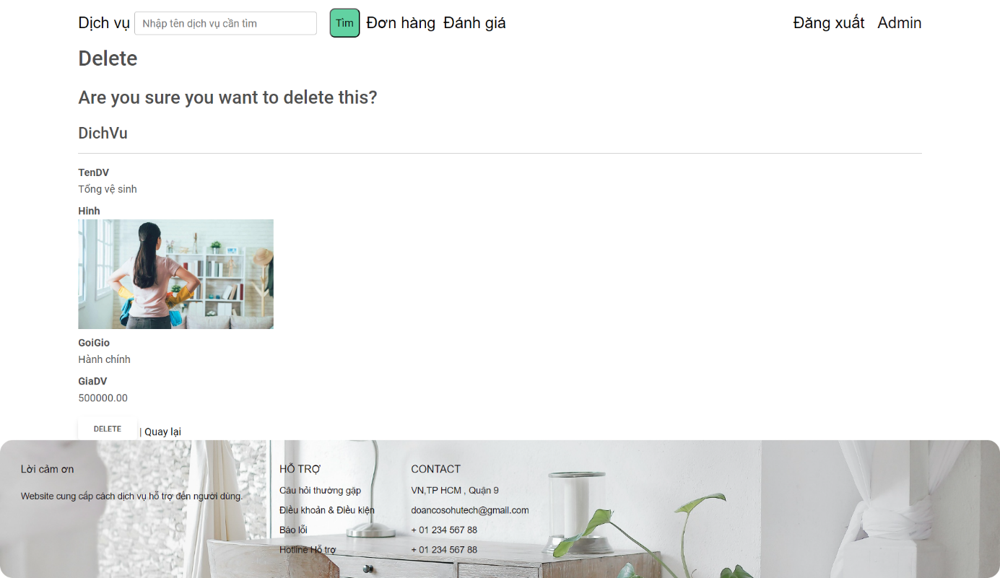 Dịch vụ Nhập tên dịch vụ cần tìm Tìm Đơn hàng Đánh giá Đăng xuất Admin
Delete
Are you sure you want to delete this?
DichVu
TenDV
Tổng vệ sinh
Hinh
GoiGio
Hành chính
GiaDV
500000.00
DELETE | Quay lại
Lời cảm ơn
Website cung cấp cách dịch vụ hỗ trợ đến người dùng.
HỖ TRỢ
Câu hỏi thường gặp
Điều khoản & Điều kiện
Báo lỗi
Hotline Hỗ trợ
CONTACT
VN,TP HCM , Quận 9
doancosohutech@gmail.com
+ 01 234 567 88
+ 01 234 567 88